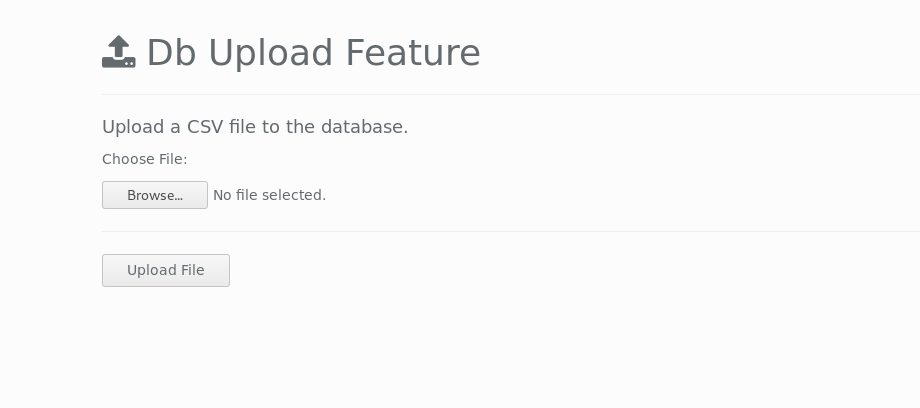 Db Upload Feature
Upload a CSV file to the database.
Choose File:
Browse... No file selected.
Upload File